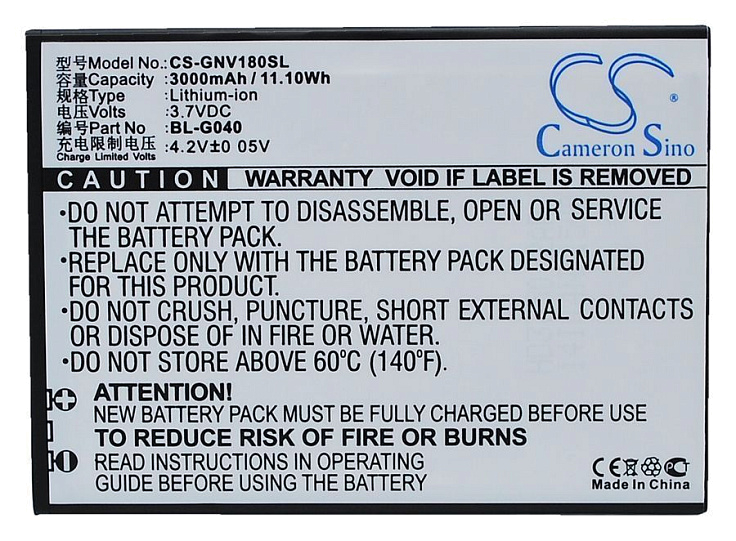 型号Model No.:CS-GNV180SL
容量Capacity :3000mAh / 11.10Wh
规格Type :Lithium-ion
电压Volts :3.7VDC
编号Part No. :BL-G040
充电限制电压 :4.2V±0 05V
Charge Limited Volts
CS ®
Cameron Sino
CAUTION WARRANTY VOID IF LABEL IS REMOVED
•DO NOT ATTEMPT TO DISASSEMBLE, OPEN OR SERVICE
THE BATTERY PACK.
•REPLACE ONLY WITH THE BATTERY PACK DESIGNATED
FOR THIS PRODUCT.
•DO NOT CRUSH, PUNCTURE, SHORT EXTERNAL CONTACTS
OR DISPOSE OF IN FIRE OR WATER.
•DO NOT STORE ABOVE 60°C (140°F).
ATTENTION!
NEW BATTERY PACK MUST BE FULLY CHARGED BEFORE USE
TO REDUCE RISK OF FIRE OR BURNS
READ INSTRUCTIONS IN OPERATING
GUIDE BEFORE USING BATTERY.
CE
Made In China